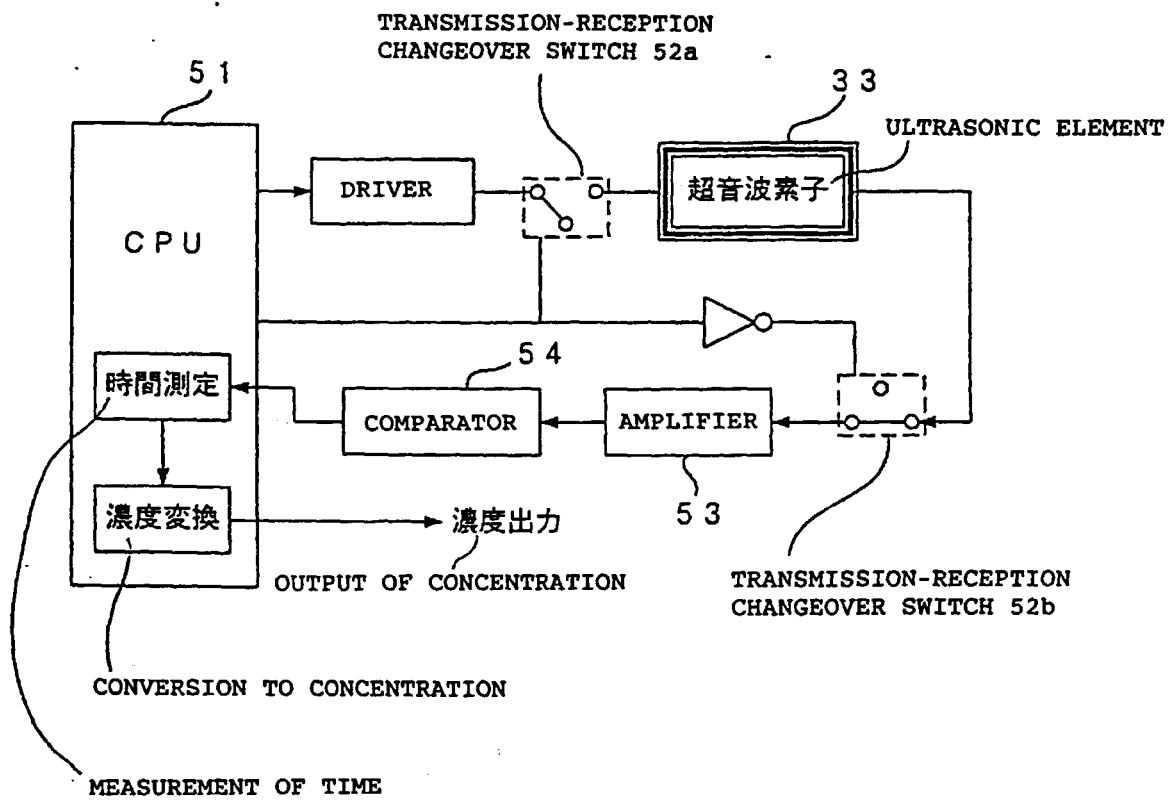 TRANSMISSION-RECEPTION
CHANGEOVER SWITCH 52a
51
33
ULTRASONIC ELEMENT
DRIVER
超音波素子
CPU
54
時間測定
COMPARATOR
AMPLIFIER
53
濃度変換
濃度出力
OUTPUT OF CONCENTRATION
TRANSMISSION-RECEPTION
CHANGEOVER SWITCH 52b
CONVERSION TO CONCENTRATION
MEASUREMENT OF TIME